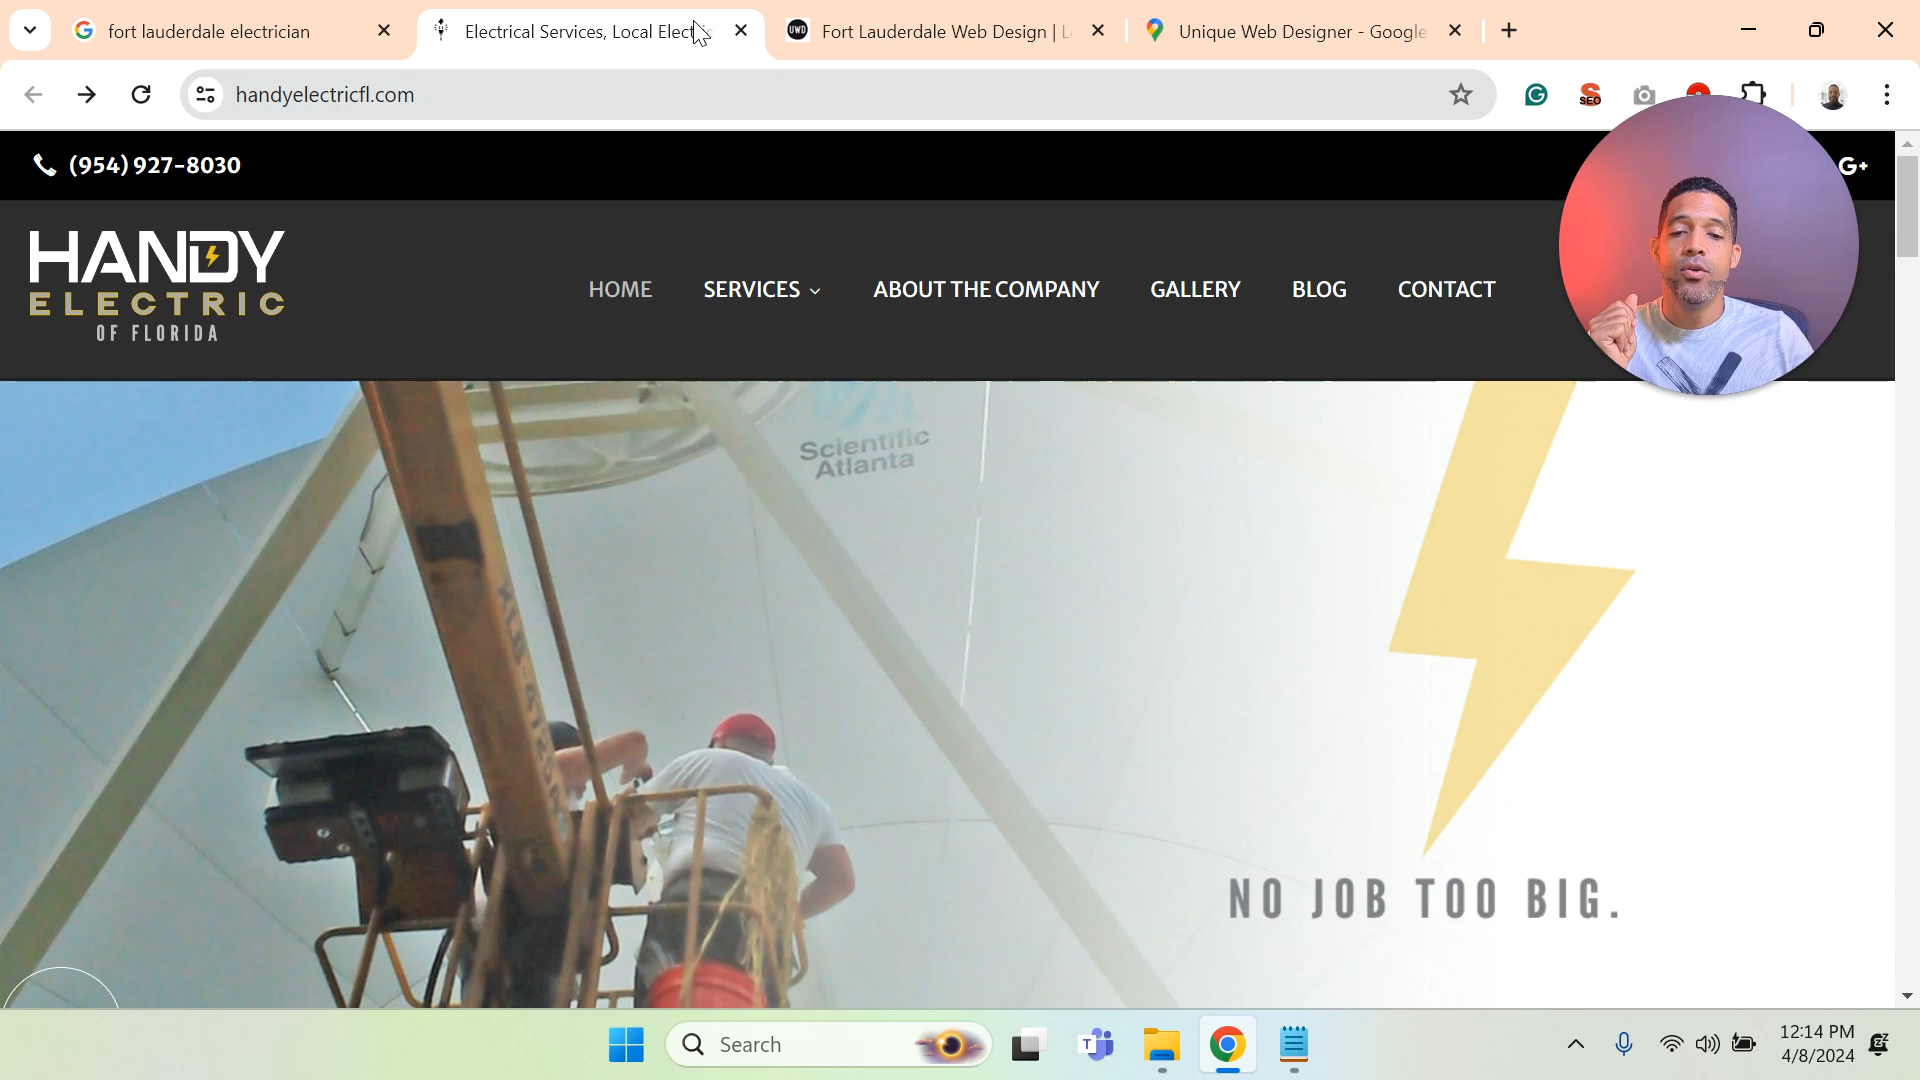 fort lauderdale electrician
Electrical Services, Local Elect
UWD
Fort Lauderdale Web Design | L
Unique Web Designer - Google
handyelectricfl.com
SEO
(954) 927-8030
G+
HANDY
ELECTRIC
OF FLORIDA
HOME
SERVICES
ABOUT THE COMPANY
GALLERY
BLOG
CONTACT
Scientific
Atlanta
NO JOB TOO BIG.
Search
12:14 PM
4/8/2024